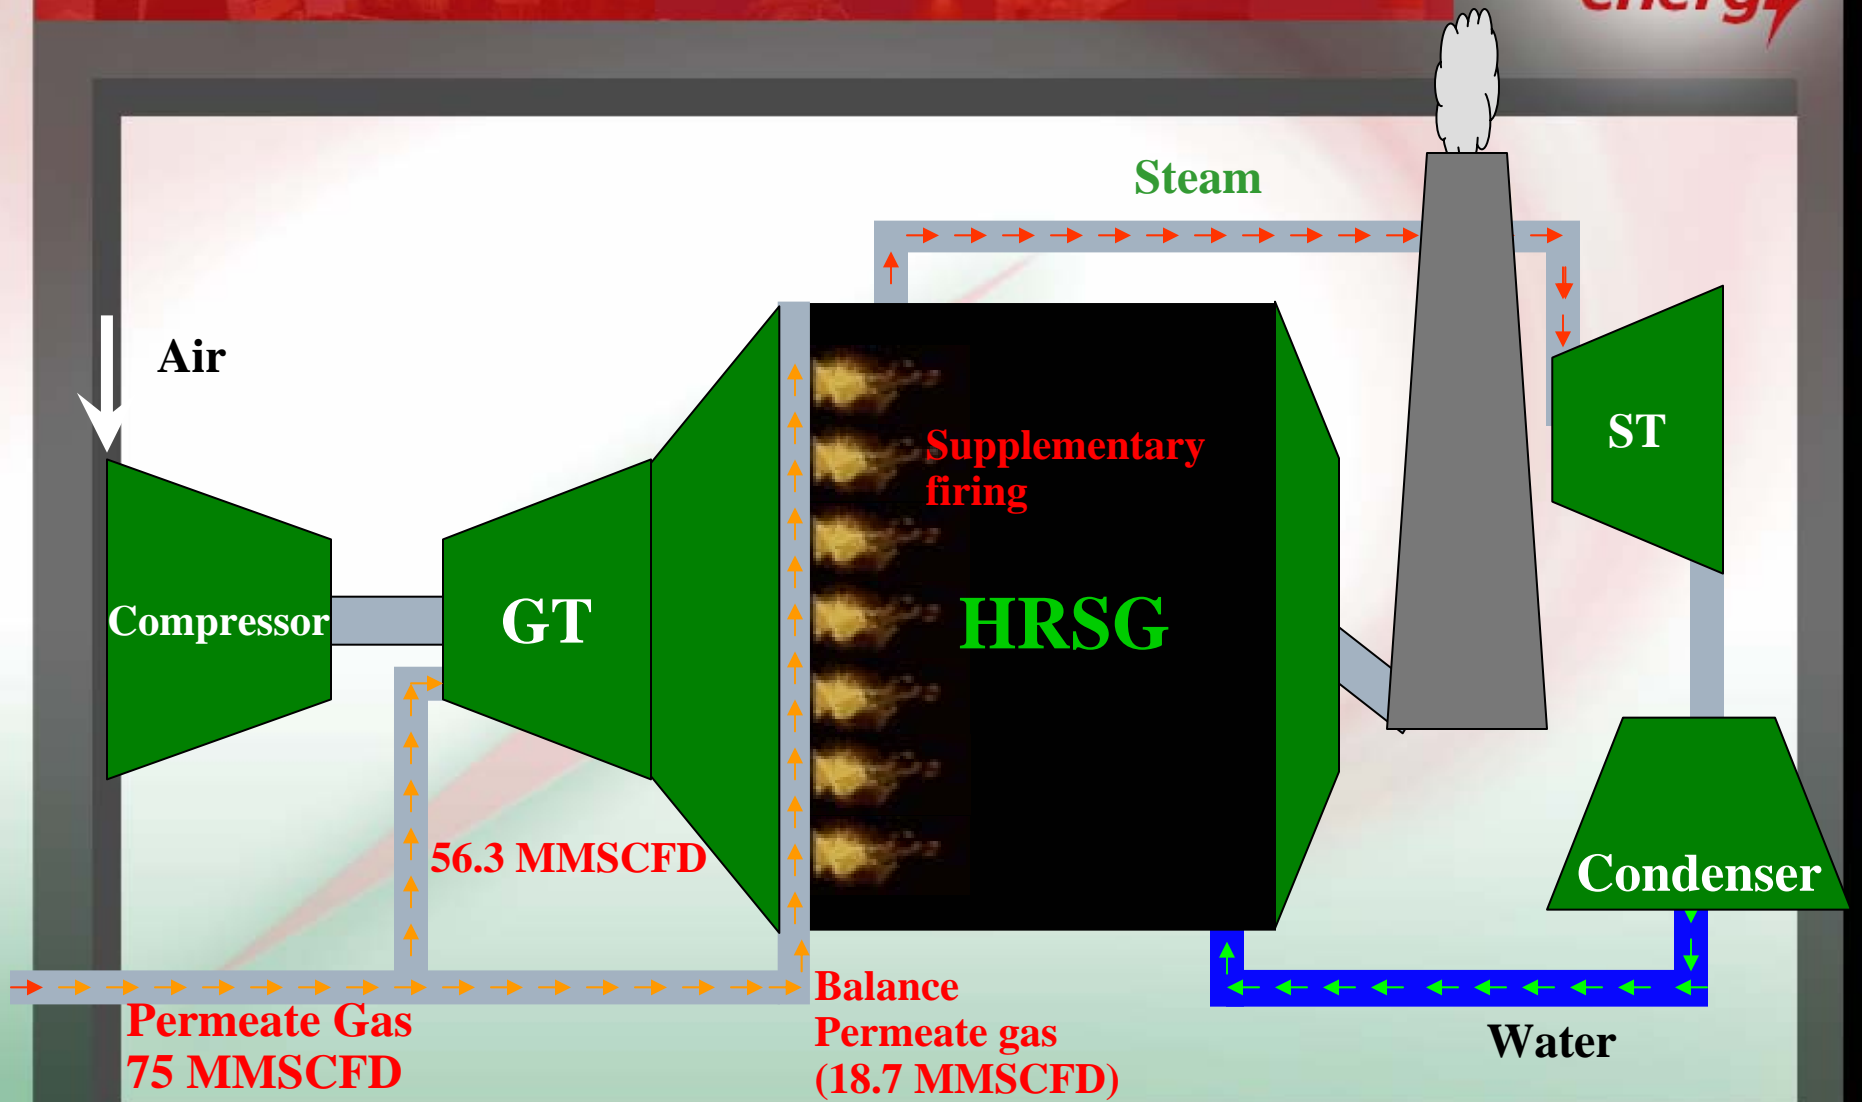 energy
Steam
Air
ST
Supplementary
firing
Compressor
GT
HRSG
56.3 MMSCFD
Condenser
Balance
Permeate Gas
Permeate gas
75 MMSCFD
(18.7 MMSCFD)
Water